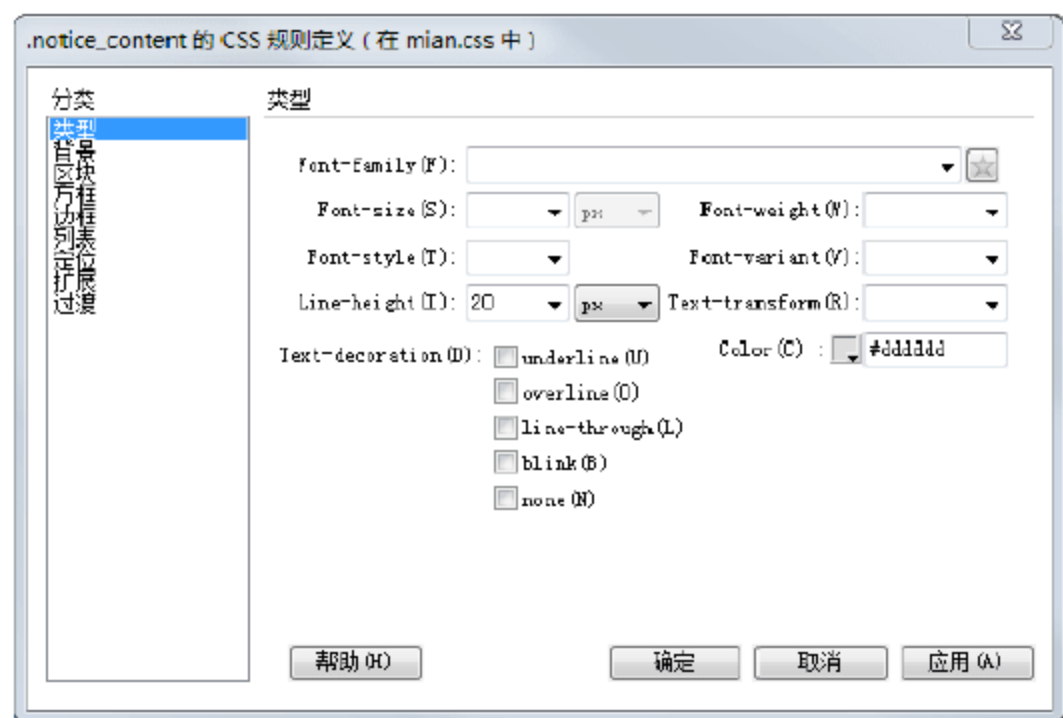 .notice_content 的 CSS 规则定义（在 mian.css 中）
分类
类型
背景
区块
方框
边框
列表
定位
扩展
过渡
类型
Font-family(F):
Font-size(S): px Font-weight(W):
Font-style(T): Font-variant(V):
Line-height(I): 20 px Text-transform(R):
Text-decoration(D): underline(U) Color(C) : #dddddd
overline(O)
line-through(L)
blink(B)
none(N)
帮助(H) 确定 取消 应用(A)